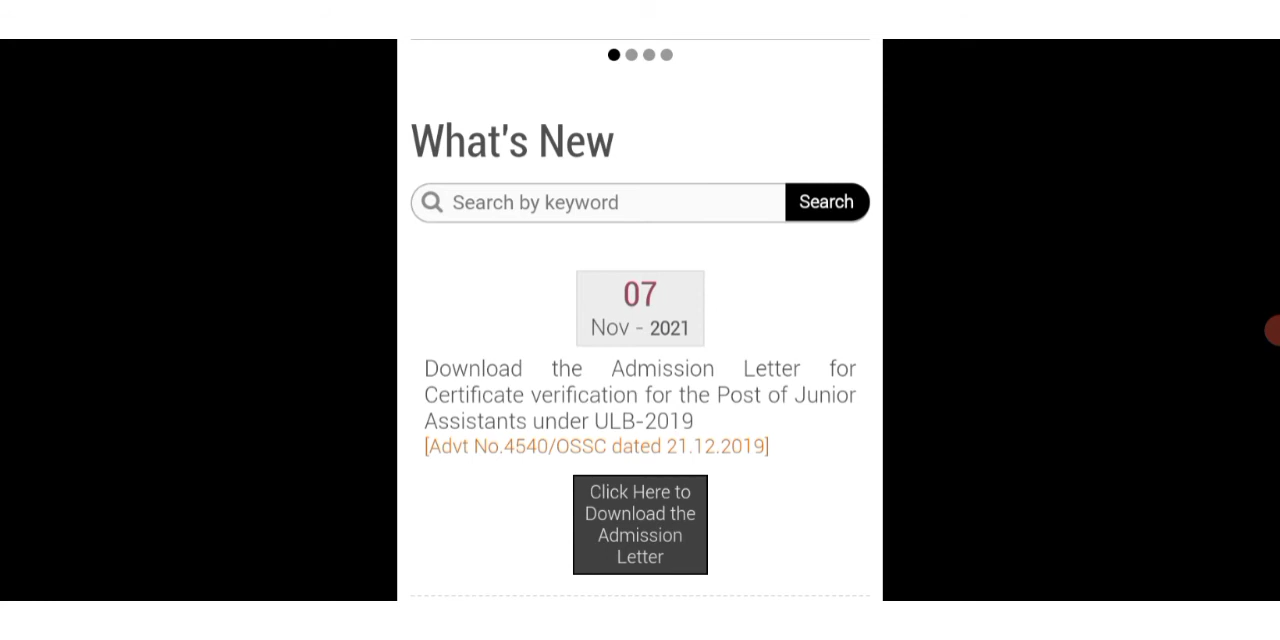 What's New
Search by keyword
Search
07
Nov - 2021
Download the Admission Letter for
Certificate verification for the Post of Junior
Assistants under ULB-2019
[Advt No.4540/OSSC dated 21.12.2019]
Click Here to
Download the
Admission
Letter